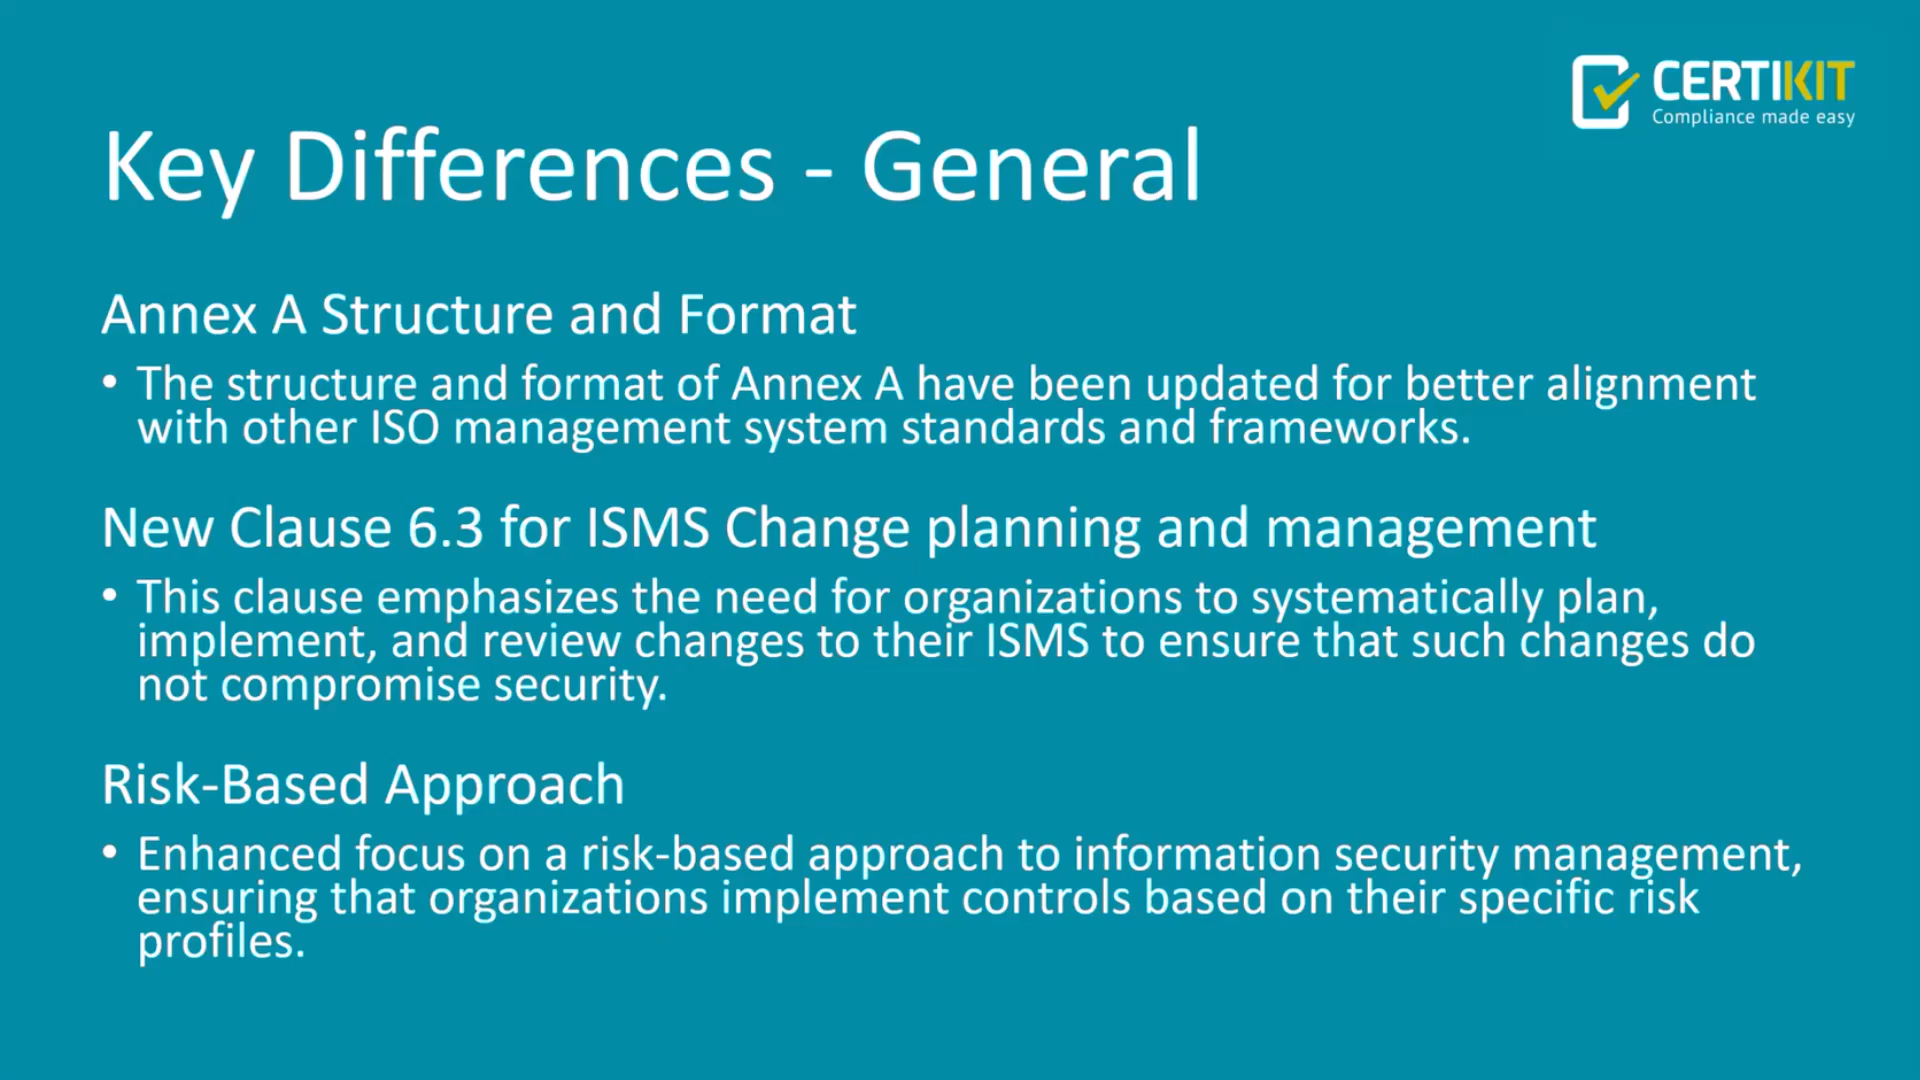 CERTIKIT
Compliance made easy
Key Differences - General
Annex A Structure and Format
• The structure and format of Annex A have been updated for better alignment
with other ISO management system standards and frameworks.
New Clause 6.3 for ISMS Change planning and management
• This clause emphasizes the need for organizations to systematically plan,
implement, and review changes to their ISMS to ensure that such changes do
not compromise security.
Risk-Based Approach
• Enhanced focus on a risk-based approach to information security management,
ensuring that organizations implement controls based on their specific risk
profiles.